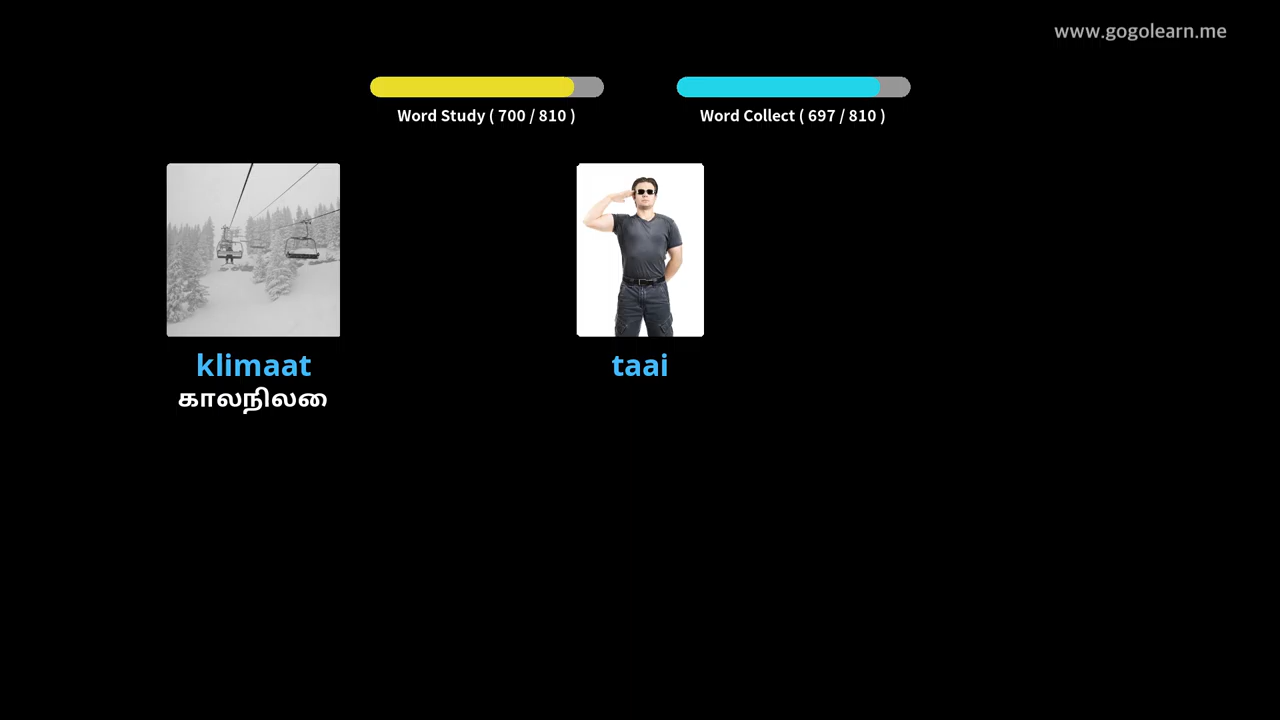 www.gogolearn.me
Word Study ( 700 / 810 )
Word Collect ( 697 / 810 )
klimaat
காலநிலை
taai